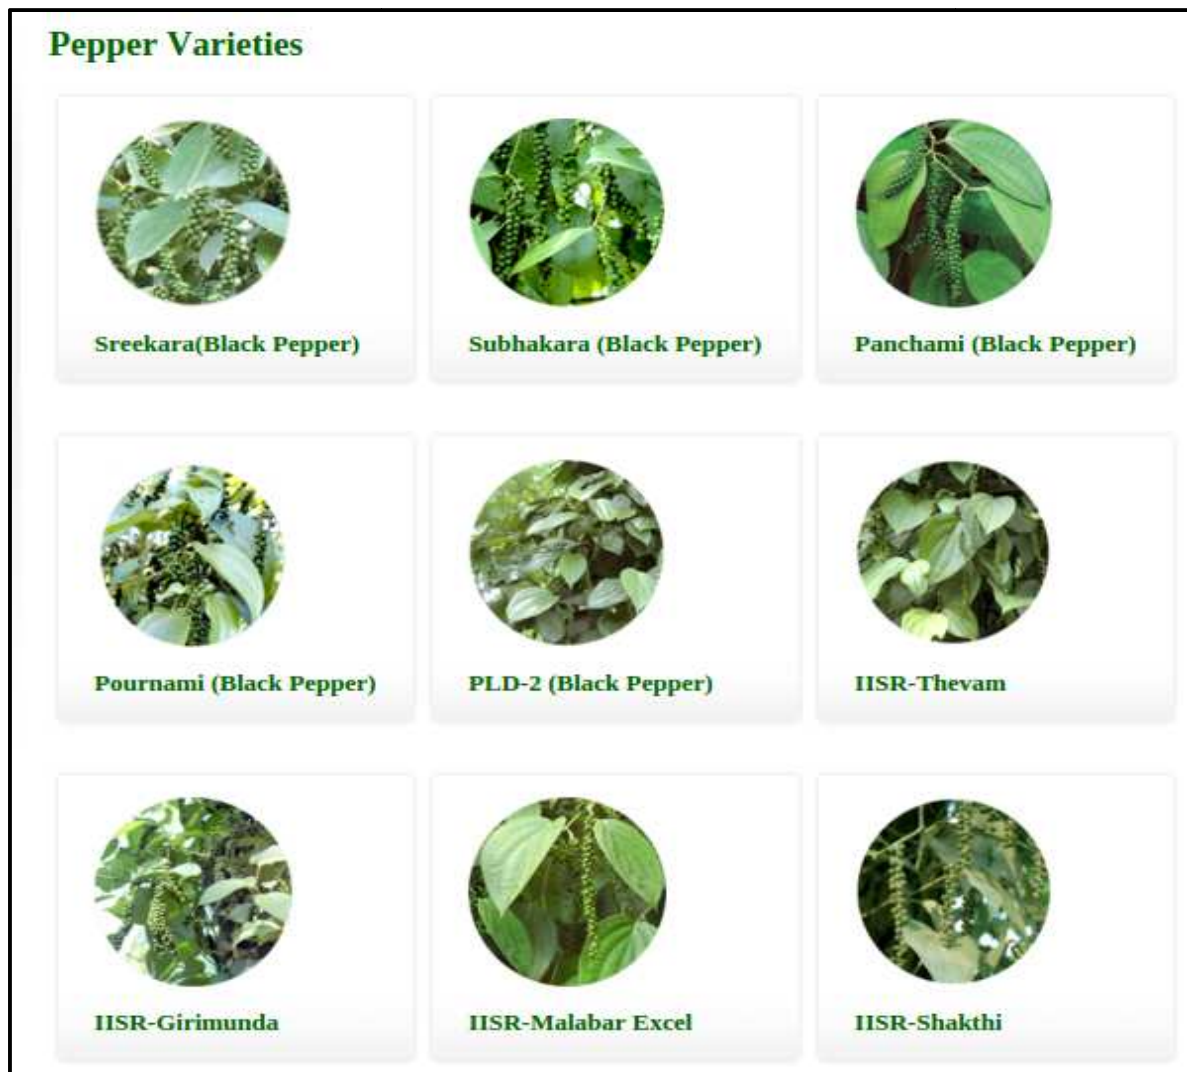 Pepper Varieties
Sreekara(Black Pepper)
Subhakara (Black Pepper)
Panchami (Black Pepper)
Pournami (Black Pepper)
PLD-2 (Black Pepper)
IISR-Thevam
IISR-Girimunda
IISR-Malabar Excel
IISR-Shakthi